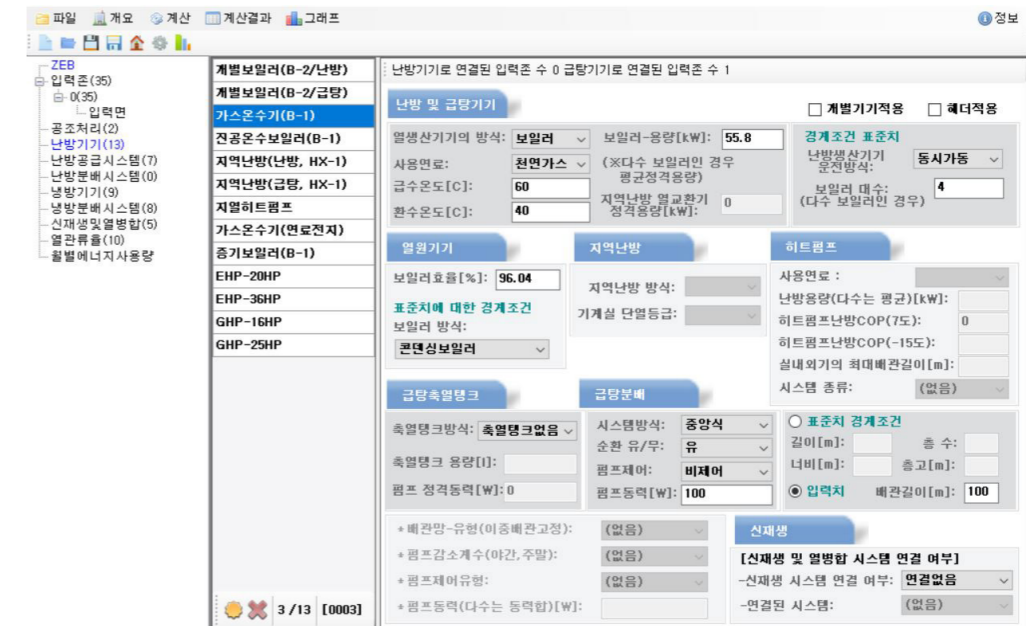 파일 개요 계산 계산결과 그래프 정보
ZEB
입력존(35)
0(35)
입력면
공조처리(2)
난방기기(13)
난방공급시스템(7)
난방분배시스템(0)
냉방기기(9)
냉방분배시스템(8)
신재생및열병합(5)
열관류율(10)
월별에너지사용량
개별보일러(B-2/난방)
개별보일러(B-2/급탕)
가스온수기(B-1)
진공온수보일러(B-1)
지역난방(난방, HX-1)
지역난방(급탕, HX-1)
지열히트펌프
가스온수기(연료전지)
증기보일러(B-1)
EHP-20HP
EHP-36HP
GHP-16HP
GHP-25HP
3 /13 [0003]
난방기기로 연결된 입력존 수 0 급탕기기로 연결된 입력존 수 1
난방 및 급탕기기
개별기기적용 헤더적용
열생산기기의 방식: 보일러
사용연료: 천연가스
급수온도[C]: 60
환수온도[C]: 40
보일러-용량[kW]: 55.8
(※다수 보일러인 경우
평균정격용량)
지역난방 열교환기
정격용량[kW]: 0
경계조건 표준치
난방생산기기
운전방식: 동시가동
보일러 대수: 4
(다수 보일러인 경우)
열원기기
보일러효율[%]: 96.04
표준치에 대한 경계조건
보일러 방식:
콘덴싱보일러
지역난방
지역난방 방식:
기계실 단열등급:
히트펌프
사용연료 :
난방용량(다수는 평균)[kW]:
히트펌프난방COP(7도): 0
히트펌프난방COP(-15도):
실내외기의 최대배관길이[m]:
시스템 종류: (없음)
급탕축열탱크
축열탱크방식: 축열탱크없음
축열탱크 용량[l]:
펌프 정격동력[W]: 0
급탕분배
시스템방식: 중앙식
순환 유/무: 유
펌프제어: 비제어
펌프동력[W]: 100
표준치 경계조건
길이[m]: 층 수:
너비[m]: 층고[m]:
입력치 배관길이[m]: 100
*배관망-유형(이중배관고정): (없음)
*펌프감소계수(야간,주말): (없음)
*펌프제어유형: (없음)
*펌프동력(다수는 동력합)[W]:
신재생
[신재생 및 열병합 시스템 연결 여부]
-신재생 시스템 연결 여부: 연결없음
-연결된 시스템: (없음)